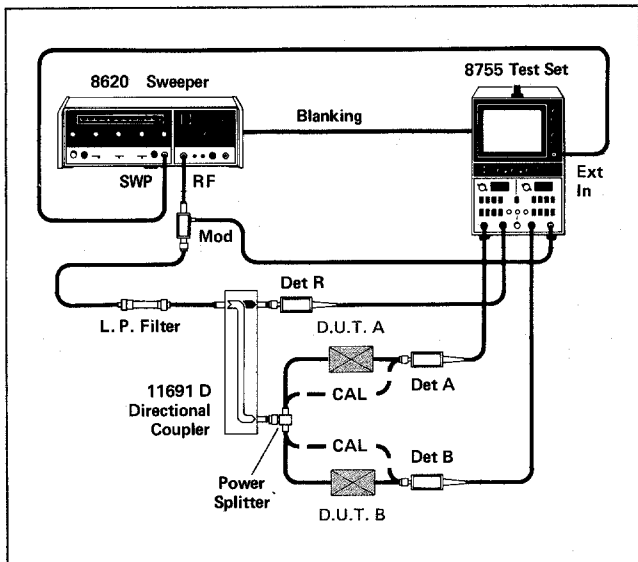 8620 Sweeper
8755 Test Set
Blanking
SWP
RF
Ext
In
Mod
Det R
L. P. Filter
D.U.T. A
11691 D
Directional
Coupler
CAL
Det A
CAL
Det B
Power
Splitter
D.U.T. B